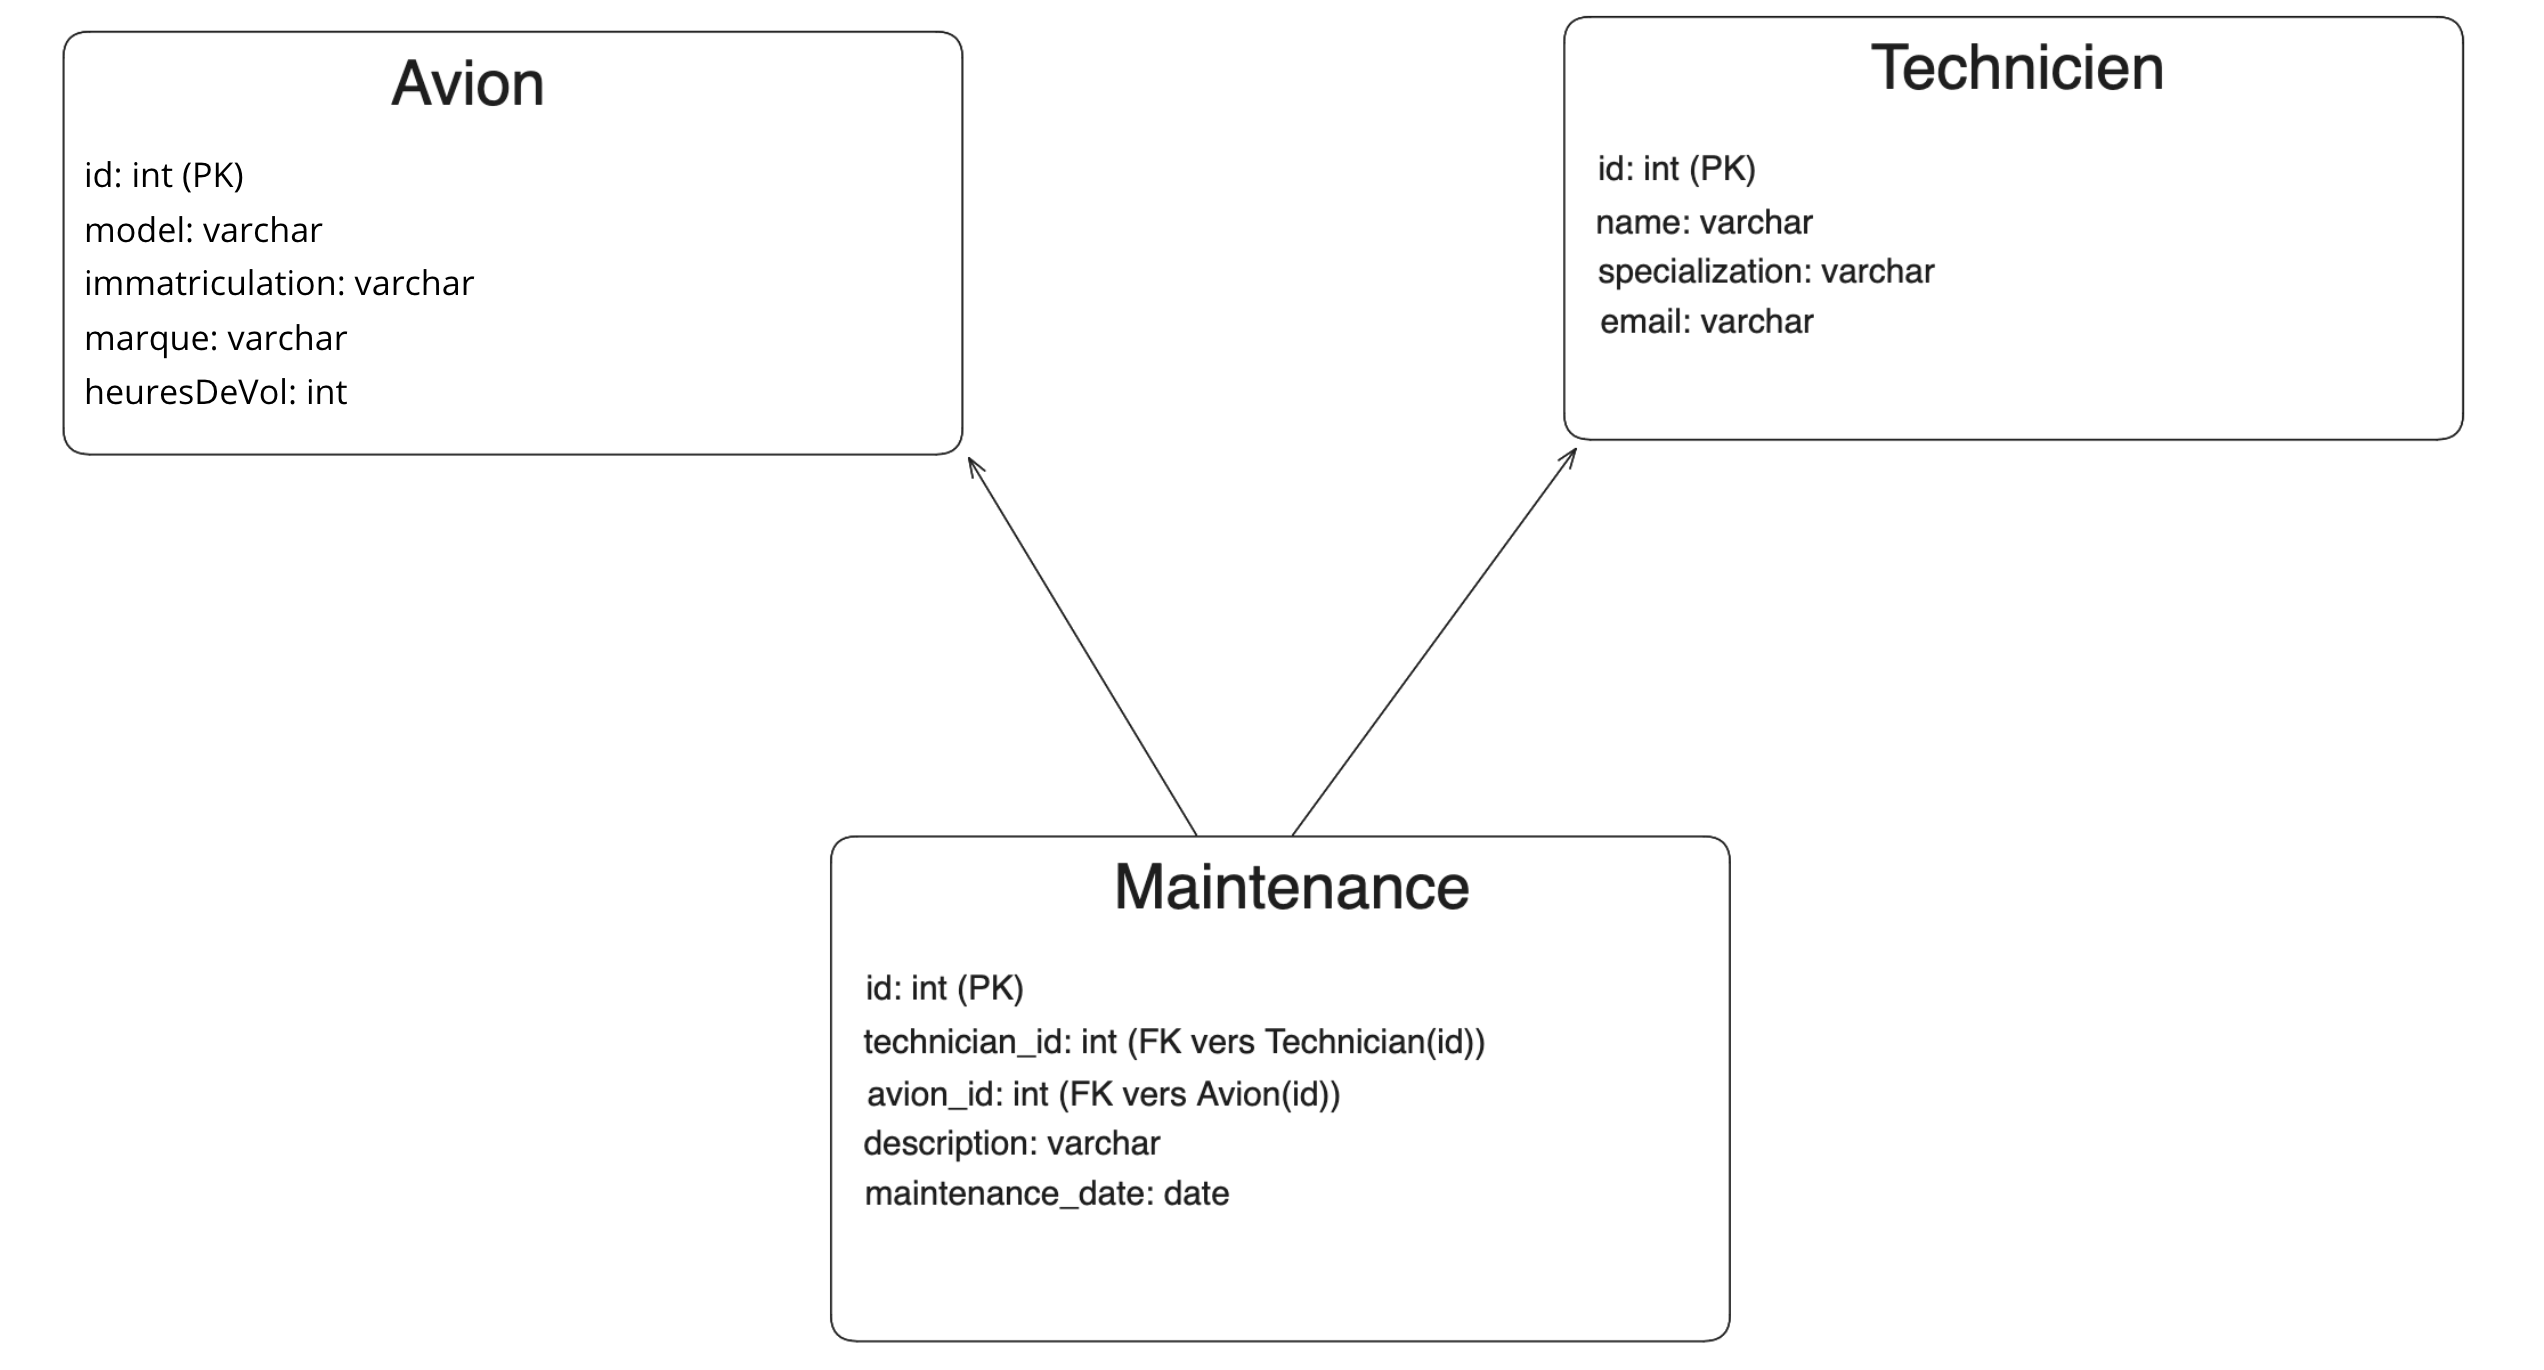 Avion
id: int (PK)
model: varchar
immatriculation: varchar
marque: varchar
heuresDeVol: int
Technicien
id: int (PK)
name: varchar
specialization: varchar
email: varchar
Maintenance
id: int (PK)
technician_id: int (FK vers Technician(id))
avion_id: int (FK vers Avion(id))
description: varchar
maintenance_date: date